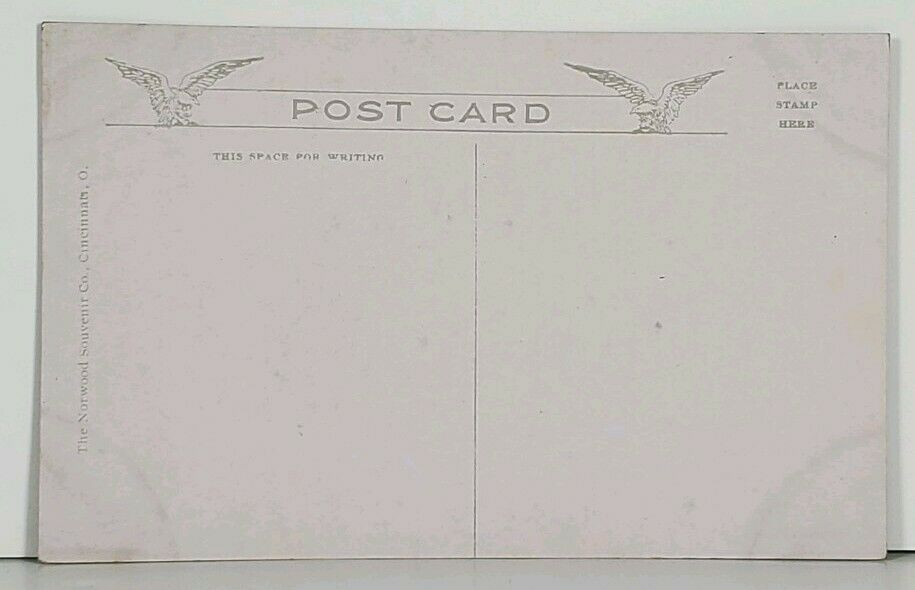 POST CARD
PLACE
STAMP
HERE
THIS SPACE FOR WRITING
The Norwood Souvenir Co., Cincinnati, O.